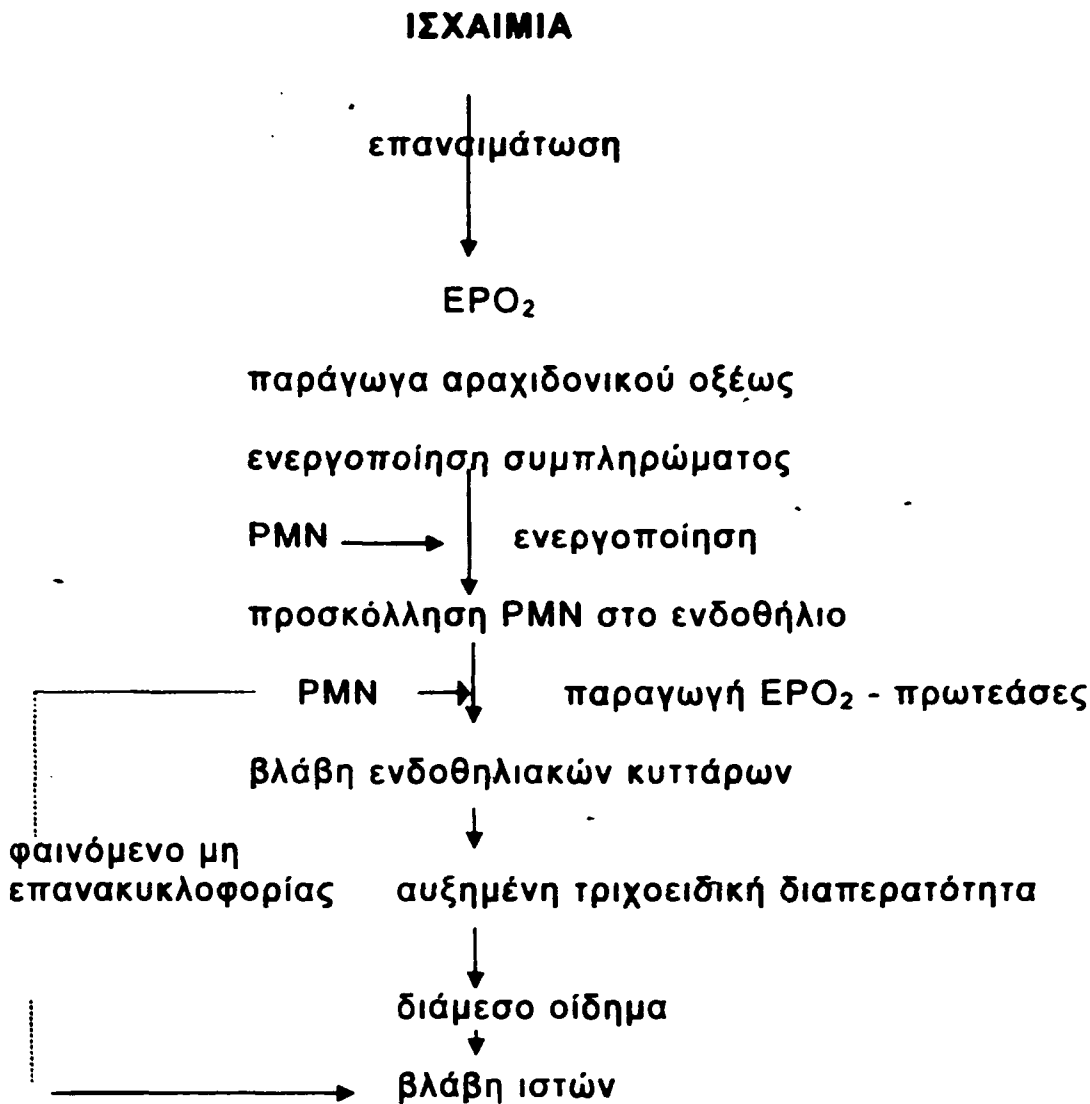 ΙΣΧΑΙΜΙΑ
επαναιμάτωση
ΕΡΟ₂
παράγωγα αραχιδονικού οξέως
ενεργοποίηση συμπληρώματος
PMN ενεργοποίηση
προσκόλληση PMN στο ενδοθήλιο
PMN παραγωγή ΕΡΟ₂ - πρωτεάσες
βλάβη ενδοθηλιακών κυττάρων
φαινόμενο μη
επανακυκλοφορίας αυξημένη τριχοειδική διαπερατότητα
διάμεσο οίδημα
βλάβη ιστών